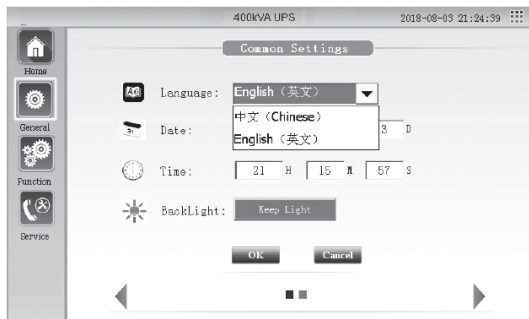 400kVA UPS
2018-08-03 21:24:39
Common Settings
Home
General
Function
Service
Language: English（英文）
中文（Chinese）
English（英文）
Date: 3 D
Time: 21 H 15 M 57 S
BackLight: Keep Light
OK Cancel